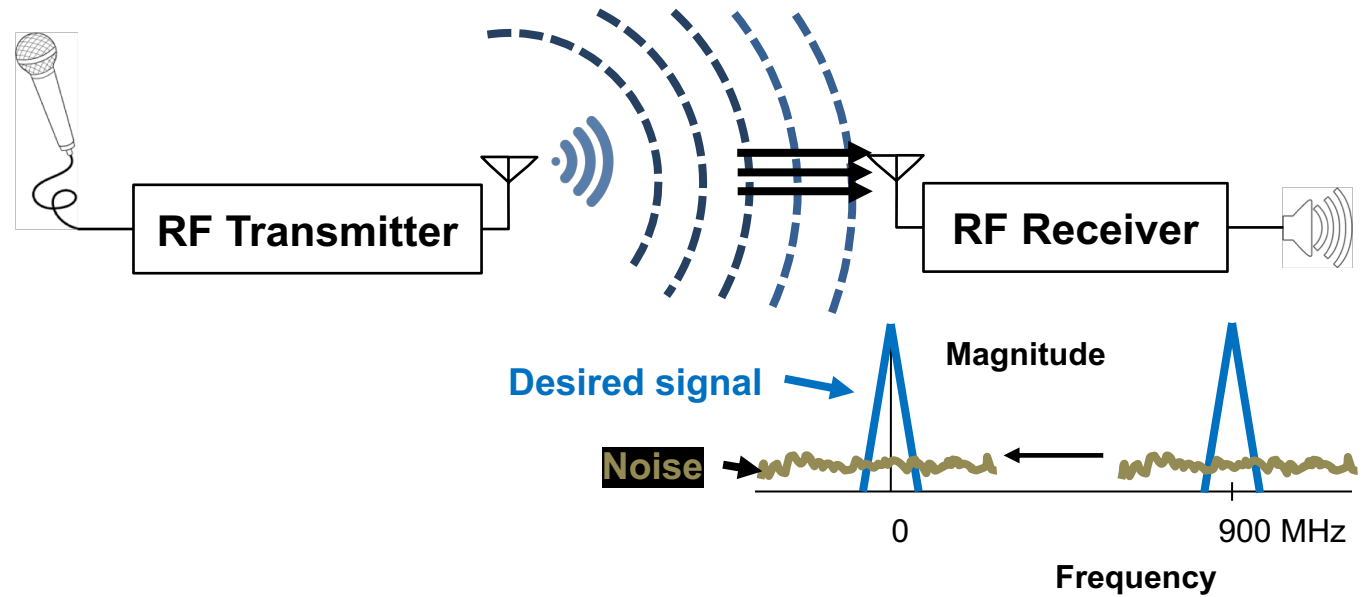 RF Transmitter
RF Receiver
Magnitude
Desired signal
Noise
0
900 MHz
Frequency